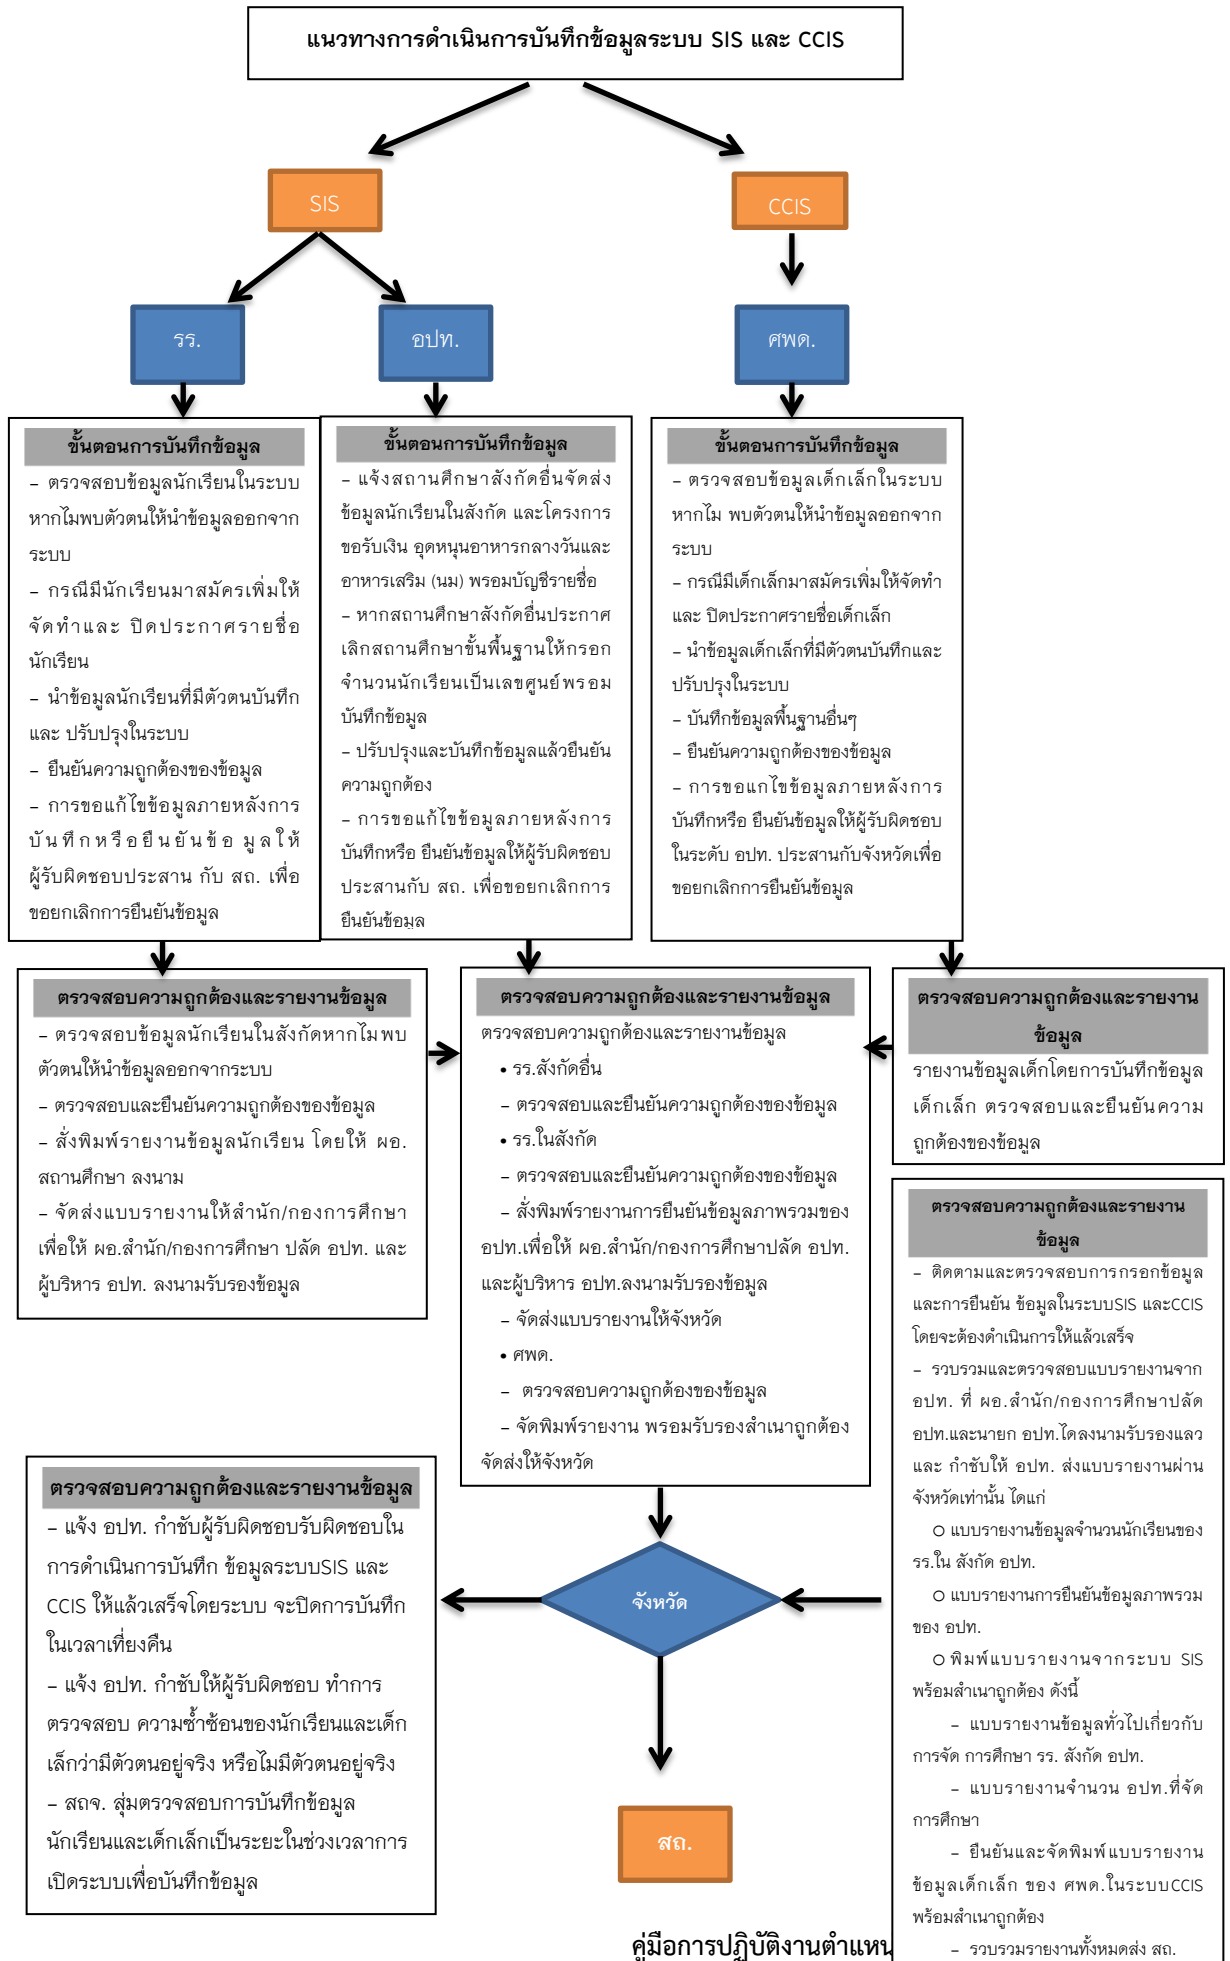 แนวทางการดำเนินการบันทึกข้อมูลระบบ SIS และ CCIS
SIS
CCIS
รร.
อปท.
ศพด.
ขั้นตอนการบันทึกข้อมูล
– ตรวจสอบข้อมูลนักเรียนในระบบ
หากไมพบตัวตนให้นำข้อมูลออกจาก
ระบบ
– กรณีมีนักเรียนมาสมัครเพิ่มให้
จัดทำและ ปิดประกาศรายชื่อ
นักเรียน
– นำข้อมูลนักเรียนที่มีตัวตนบันทึก
และ ปรับปรุงในระบบ
– ยืนยันความถูกต้องของข้อมูล
– การขอแก้ไขข้อมูลภายหลังการ
บันทึกหรือยืนยันข้อ มูลให้
ผู้รับผิดชอบประสาน กับ สถ. เพื่อ
ขอยกเลิกการยืนยันข้อมูล
ขั้นตอนการบันทึกข้อมูล
– แจ้งสถานศึกษาสังกัดอื่นจัดส่ง
ข้อมูลนักเรียนในสังกัด และโครงการ
ขอรับเงิน อุดหนุนอาหารกลางวันและ
อาหารเสริม (นม) พรอมบัญชีรายชื่อ
– หากสถานศึกษาสังกัดอื่นประกาศ
เลิกสถานศึกษาขั้นพื้นฐานให้กรอก
จำนวนนักเรียนเป็นเลขศูนย์พรอม
บันทึกข้อมูล
– ปรับปรุงและบันทึกข้อมูลแล้วยืนยัน
ความถูกต้อง
– การขอแก้ไขข้อมูลภายหลังการ
บันทึกหรือ ยืนยันข้อมูลให้ผู้รับผิดชอบ
ประสานกับ สถ. เพื่อขอยกเลิกการ
ยืนยันข้อมูล
ขั้นตอนการบันทึกข้อมูล
– ตรวจสอบข้อมูลเด็กเล็กในระบบ
หากไม พบตัวตนให้นำข้อมูลออกจาก
ระบบ
– กรณีมีเด็กเล็กมาสมัครเพิ่มให้จัดทำ
และ ปิดประกาศรายชื่อเด็กเล็ก
– นำข้อมูลเด็กเล็กที่มีตัวตนบันทึกและ
ปรับปรุงในระบบ
– บันทึกข้อมูลพื้นฐานอื่นๆ
– ยืนยันความถูกต้องของข้อมูล
– การขอแกไขข้อมูลภายหลังการ
บันทึกหรือ ยืนยันข้อมูลให้ผู้รับผิดชอบ
ในระดับ อปท. ประสานกับจังหวัดเพื่อ
ขอยกเลิกการยืนยันข้อมูล
ตรวจสอบความถูกต้องและรายงานข้อมูล
– ตรวจสอบข้อมูลนักเรียนในสังกัดหากไมพบ
ตัวตนให้นำข้อมูลออกจากระบบ
– ตรวจสอบและยืนยันความถูกต้องของข้อมูล
– สั่งพิมพ์รายงานข้อมูลนักเรียน โดยให้ ผอ.
สถานศึกษา ลงนาม
– จัดส่งแบบรายงานให้สำนัก/กองการศึกษา
เพื่อให้ ผอ.สำนัก/กองการศึกษา ปลัด อปท. และ
ผู้บริหาร อปท. ลงนามรับรองข้อมูล
ตรวจสอบความถูกต้องและรายงานข้อมูล
ตรวจสอบความถูกต้องและรายงานข้อมูล
• รร.สังกัดอื่น
– ตรวจสอบและยืนยันความถูกต้องของข้อมูล
• รร.ในสังกัด
– ตรวจสอบและยืนยันความถูกต้องของข้อมูล
– สั่งพิมพ์รายงานการยืนยันข้อมูลภาพรวมของ
อปท.เพื่อให้ ผอ.สำนัก/กองการศึกษาปลัด อปท.
และผู้บริหาร อปท.ลงนามรับรองข้อมูล
– จัดส่งแบบรายงานให้จังหวัด
• ศพด.
– ตรวจสอบความถูกต้องของข้อมูล
– จัดพิมพ์รายงาน พรอมรับรองสำเนาถูกต้อง
จัดส่งให้จังหวัด
ตรวจสอบความถูกต้องและรายงาน
ข้อมูล
รายงานข้อมูลเด็กโดยการบันทึกข้อมูล
เด็กเล็ก ตรวจสอบและยืนยันความ
ถูกต้องของข้อมูล
ตรวจสอบความถูกต้องและรายงาน
ข้อมูล
– ติดตามและตรวจสอบการกรอกข้อมูล
และการยืนยัน ข้อมูลในระบบSIS และCCIS
โดยจะต้องดำเนินการให้แล้วเสร็จ
– รวบรวมและตรวจสอบแบบรายงานจาก
อปท. ที่ ผอ.สำนัก/กองการศึกษาปลัด
อปท.และนายก อปท.ไดลงนามรับรองแลว
และ กำชับให้ อปท. ส่งแบบรายงานผ่าน
จังหวัดเท่านั้น ไดแก่
○ แบบรายงานข้อมูลจำนวนนักเรียนของ
รร.ใน สังกัด อปท.
○ แบบรายงานการยืนยันข้อมูลภาพรวม
ของ อปท.
○ พิมพ์แบบรายงานจากระบบ SIS
พร้อมสำเนาถูกต้อง ดังนี้
– แบบรายงานข้อมูลทั่วไปเกี่ยวกับ
การจัด การศึกษา รร. สังกัด อปท.
– แบบรายงานจำนวน อปท.ที่จัด
การศึกษา
– ยืนยันและจัดพิมพ์แบบรายงาน
ข้อมูลเด็กเล็ก ของ ศพด.ในระบบCCIS
พร้อมสำเนาถูกต้อง
– รวบรวมรายงานทั้งหมดส่ง สถ.
ตรวจสอบความถูกต้องและรายงานข้อมูล
– แจ้ง อปท. กำชับผู้รับผิดชอบรับผิดชอบใน
การดำเนินการบันทึก ข้อมูลระบบSIS และ
CCIS ให้แล้วเสร็จโดยระบบ จะปิดการบันทึก
ในเวลาเที่ยงคืน
– แจ้ง อปท. กำชับให้ผู้รับผิดชอบ ทำการ
ตรวจสอบ ความซ้ำซ้อนของนักเรียนและเด็ก
เล็กว่ามีตัวตนอยู่จริง หรือไมมีตัวตนอยู่จริง
– สถจ. สุ่มตรวจสอบการบันทึกข้อมูล
นักเรียนและเด็กเล็กเป็นระยะในช่วงเวลาการ
เปิดระบบเพื่อบันทึกข้อมูล
จังหวัด
สถ.
คู่มือการปฏิบัติงานตำแหน